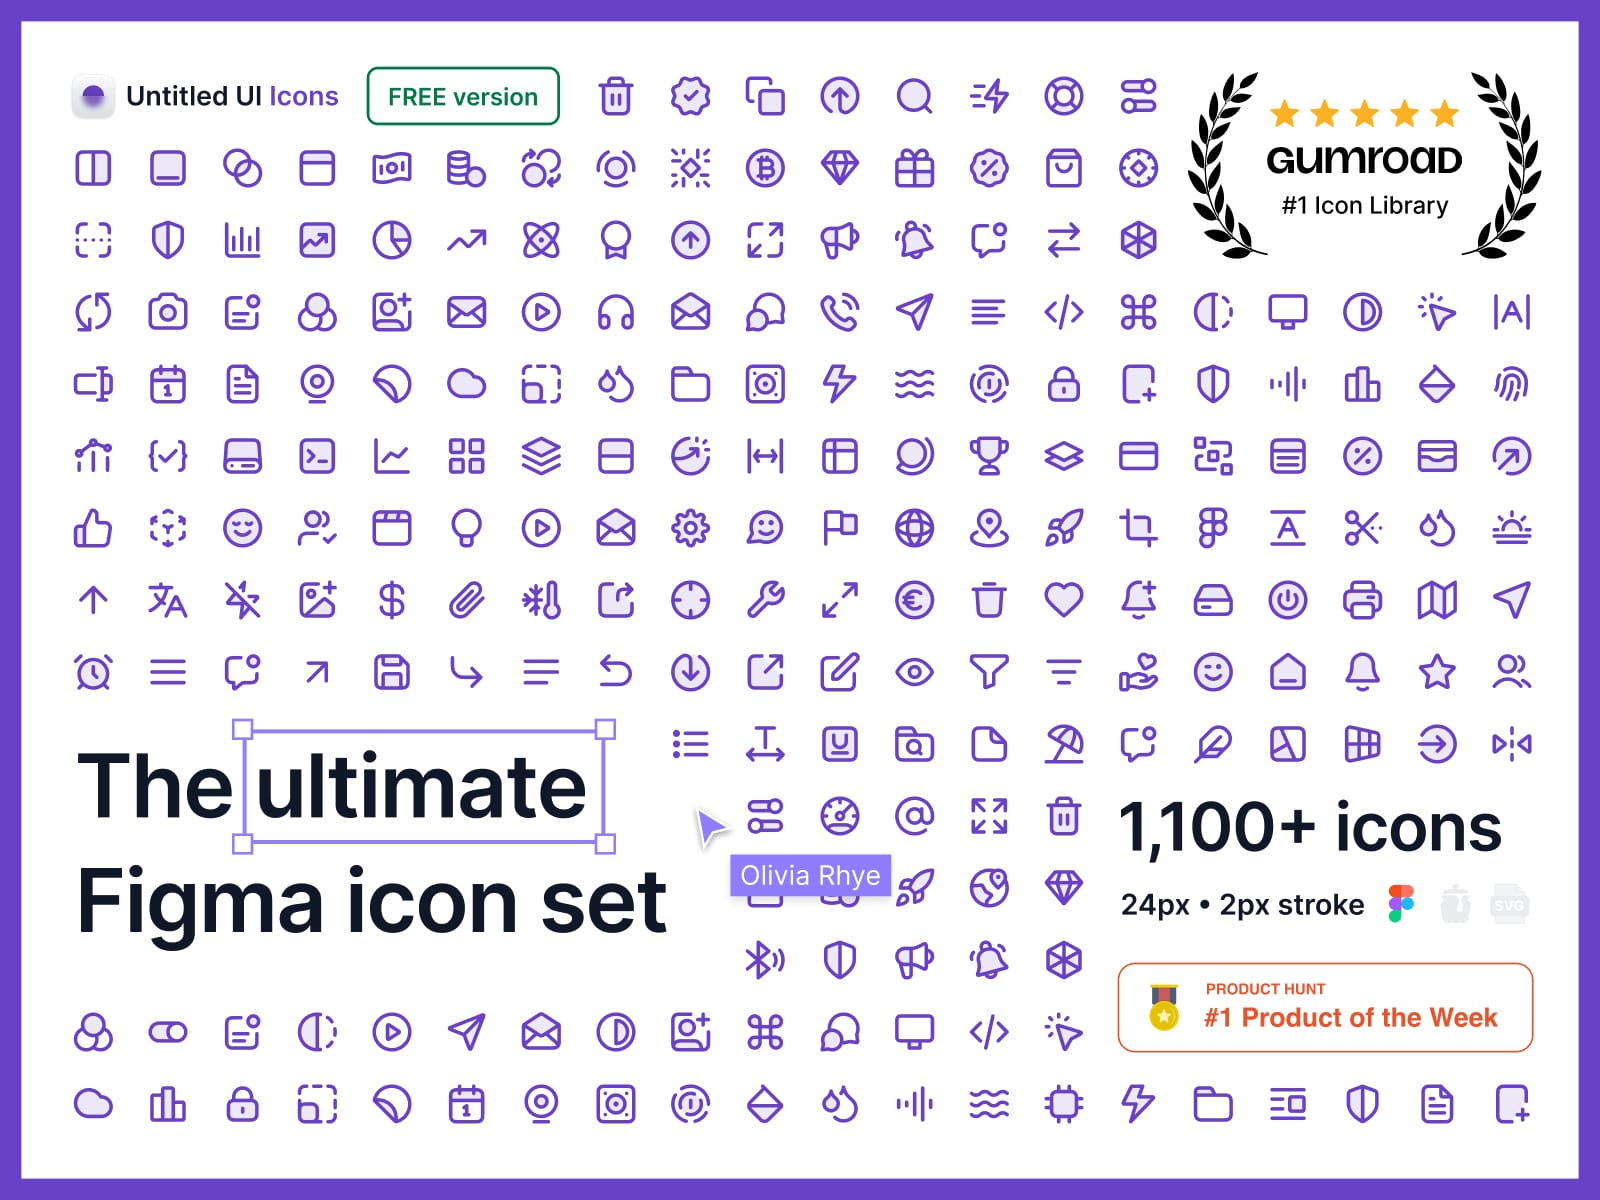 Untitled UI Icons
FREE version
GUMROAD
#1 Icon Library
The ultimate
Figma icon set
Olivia Rhye
1,100+ icons
24px • 2px stroke
SVG
PRODUCT HUNT
#1 Product of the Week